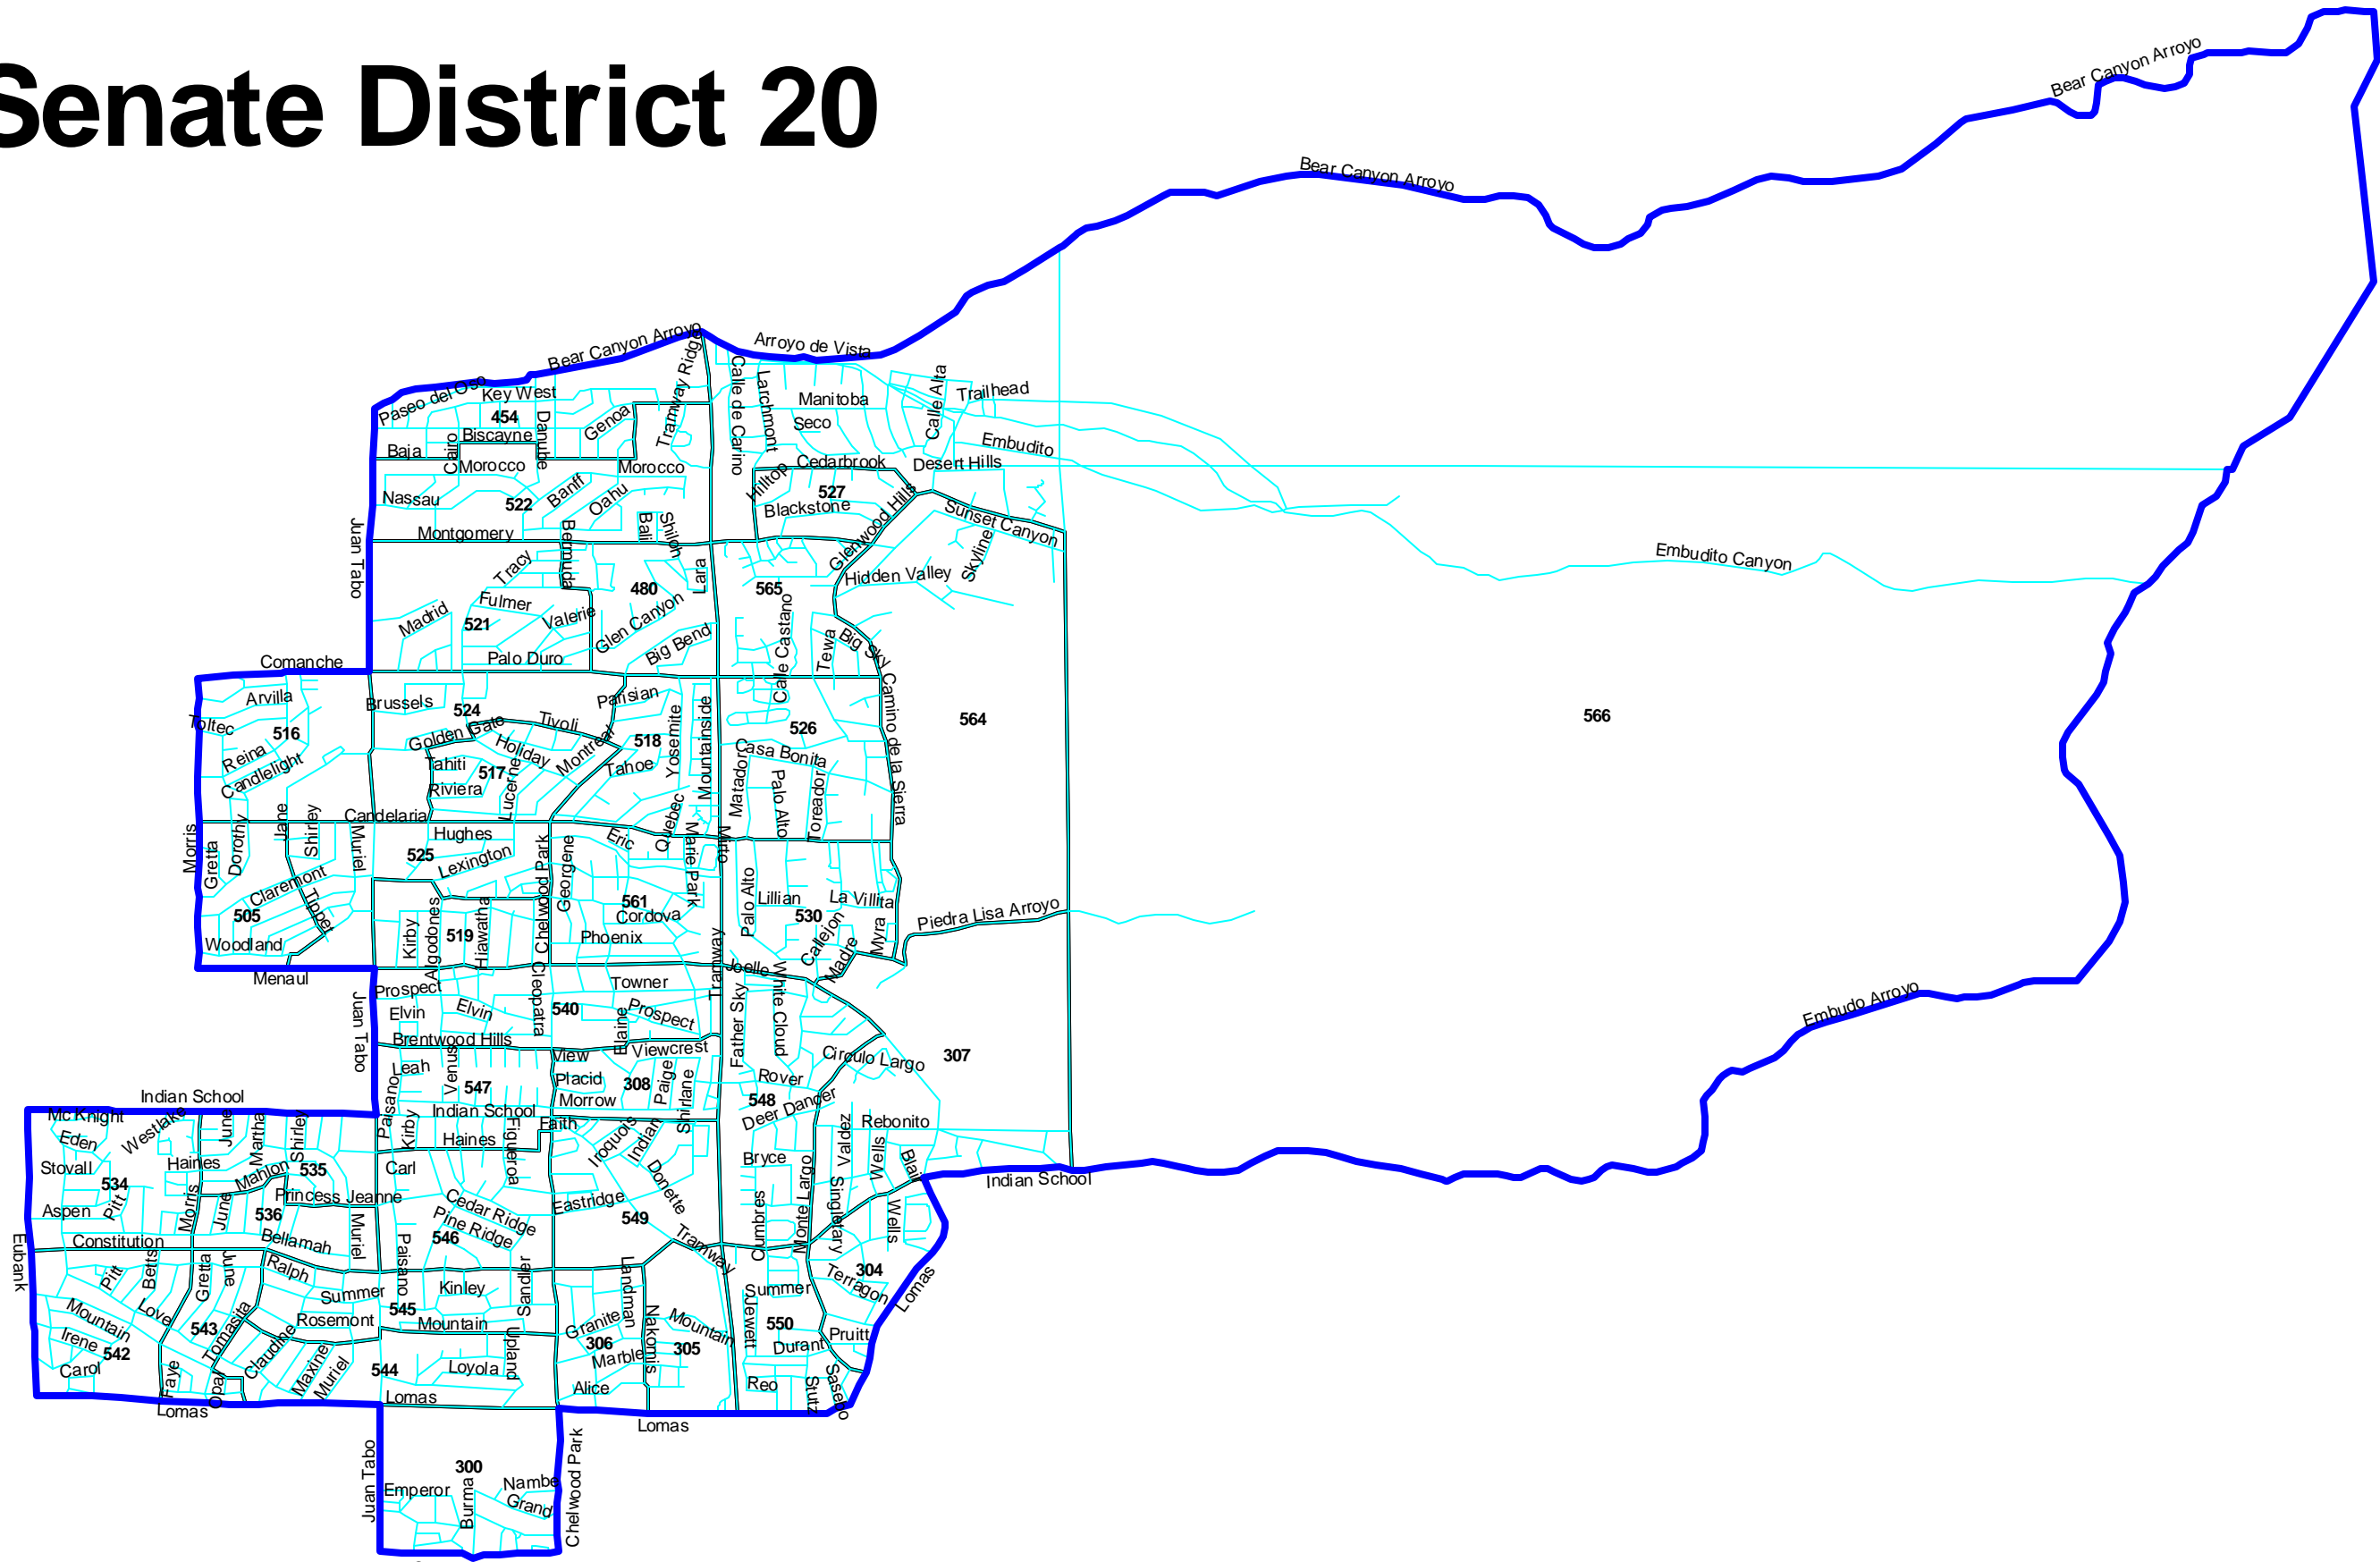 Senate District 20
Bear Canyon Arroyo
Bear Canyon Arroyo
Bear Canyon Arroyo
Arroyo de Vista
Tramway Ridge
Calle de Carino
Larchmont
Manitoba
Seco
Calle Alta
Trailhead
Embudito
Desert Hills
Paseo del Oso
Key West
454
Danube
Genoa
Biscayne
Baja
Cairo
Morocco
Morocco
Cedarbrook
Hilltop
527
Blackstone
Glenwood Hills
Nassau
522
Banff
Oahu
Bali
Shiloh
Montgomery
Juan Tabo
Bermuda
Sunset Canyon
Skyline
Hidden Valley
Embudito Canyon
Tracy
Lara
480
565
Fulmer
Valerie
Madrid
521
Glen Canyon
Big Bend
Calle Castano
Tewa
Big Sky
Palo Duro
Comanche
Arvilla
Toltec
516
Reina
Candlelight
Brussels
524
Parisian
Golden Gate
Tivoli
Holiday
Montreal
518
Yosemite
Mountainside
526
564
566
Camino de la Sierra
Casa Bonita
Tahiti
517
Tahoe
Riviera
Lucerne
Matador
Palo Alto
Toreador
Candelaria
Quebec
Jane
Shirley
Muriel
Morris
Gretta
Dorothy
Hughes
525
Lexington
Chelwood Park
Georgene
Eric
Marie Park
Minto
Claremont
505
Tippet
Woodland
Menaul
Kirby
Algodones
519
Hiawatha
561
Cordova
Phoenix
Palo Alto
Lillian
La Villita
530
Callejon
Madre
Myra
Piedra Lisa Arroyo
Joelle
Tramway
Prospect
Elvin
Elvin
Cleopatra
Towner
540
Elaine
Prospect
Father Sky
White Cloud
Embudo Arroyo
Juan Tabo
Brentwood Hills
View
Viewcrest
Circulo Largo
307
Leah
Venus
547
Placid
308
Paige
Shirlane
Rover
548
Deer Dancer
Morrow
Indian School
Indian School
Paisano
Kirby
Faith
Figueroa
Haines
Iroquois
Indian
Mc Knight
Westlake
June
Martha
Shirley
Eden
Stovall
Haines
Mahlon
535
534
Pitt
Aspen
Morris
June
Princess Jeanne
536
Carl
Cedar Ridge
Pine Ridge
546
Eastridge
Donette
549
Bryce
Valdez
Wells
Rebonito
Blair
Indian School
Cumbres
Monte Largo
Singletary
Wells
Constitution
Bellamah
Muriel
Paisano
Tramway
Eubank
Pitt
Betts
Gretta
June
Ralph
Summer
Kinley
Sandler
Landman
Summer
304
Terragon
Lomas
545
Mountain
Love
Irene
542
Carol
543
Tomasita
Rosemont
Claudine
Mountain
Upland
Granite
306
Marble
Nakomis
Mountain
305
Jewett
550
Durant
Pruitt
Faye
Opal
Maxine
Muriel
544
Loyola
Alice
Reo
Stutz
Sasebo
Lomas
Lomas
Lomas
Juan Tabo
300
Emperor
Burma
Nambe
Grand
Chelwood Park